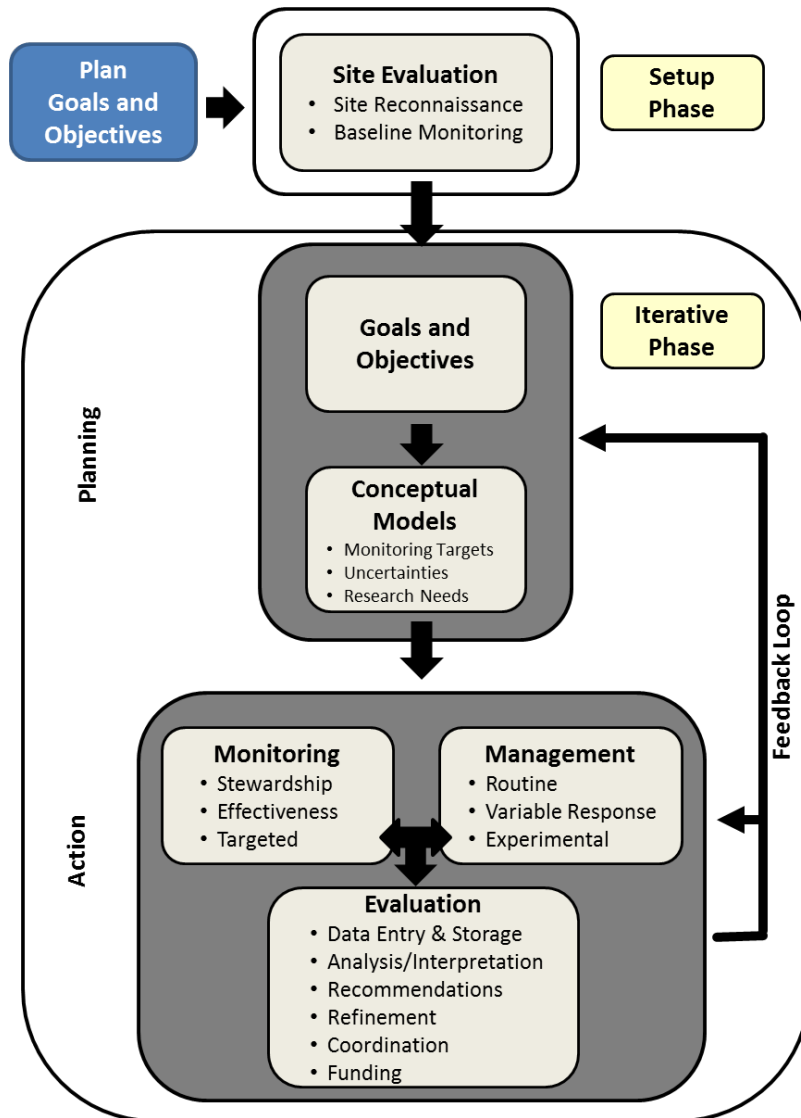 Plan
Goals and
Objectives
Site Evaluation
• Site Reconnaissance
• Baseline Monitoring
Setup
Phase
Goals and
Objectives
Iterative
Phase
Planning
Conceptual
Models
• Monitoring Targets
• Uncertainties
• Research Needs
Feedback Loop
Action
Monitoring
• Stewardship
• Effectiveness
• Targeted
Management
• Routine
• Variable Response
• Experimental
Evaluation
• Data Entry & Storage
• Analysis/Interpretation
• Recommendations
• Refinement
• Coordination
• Funding